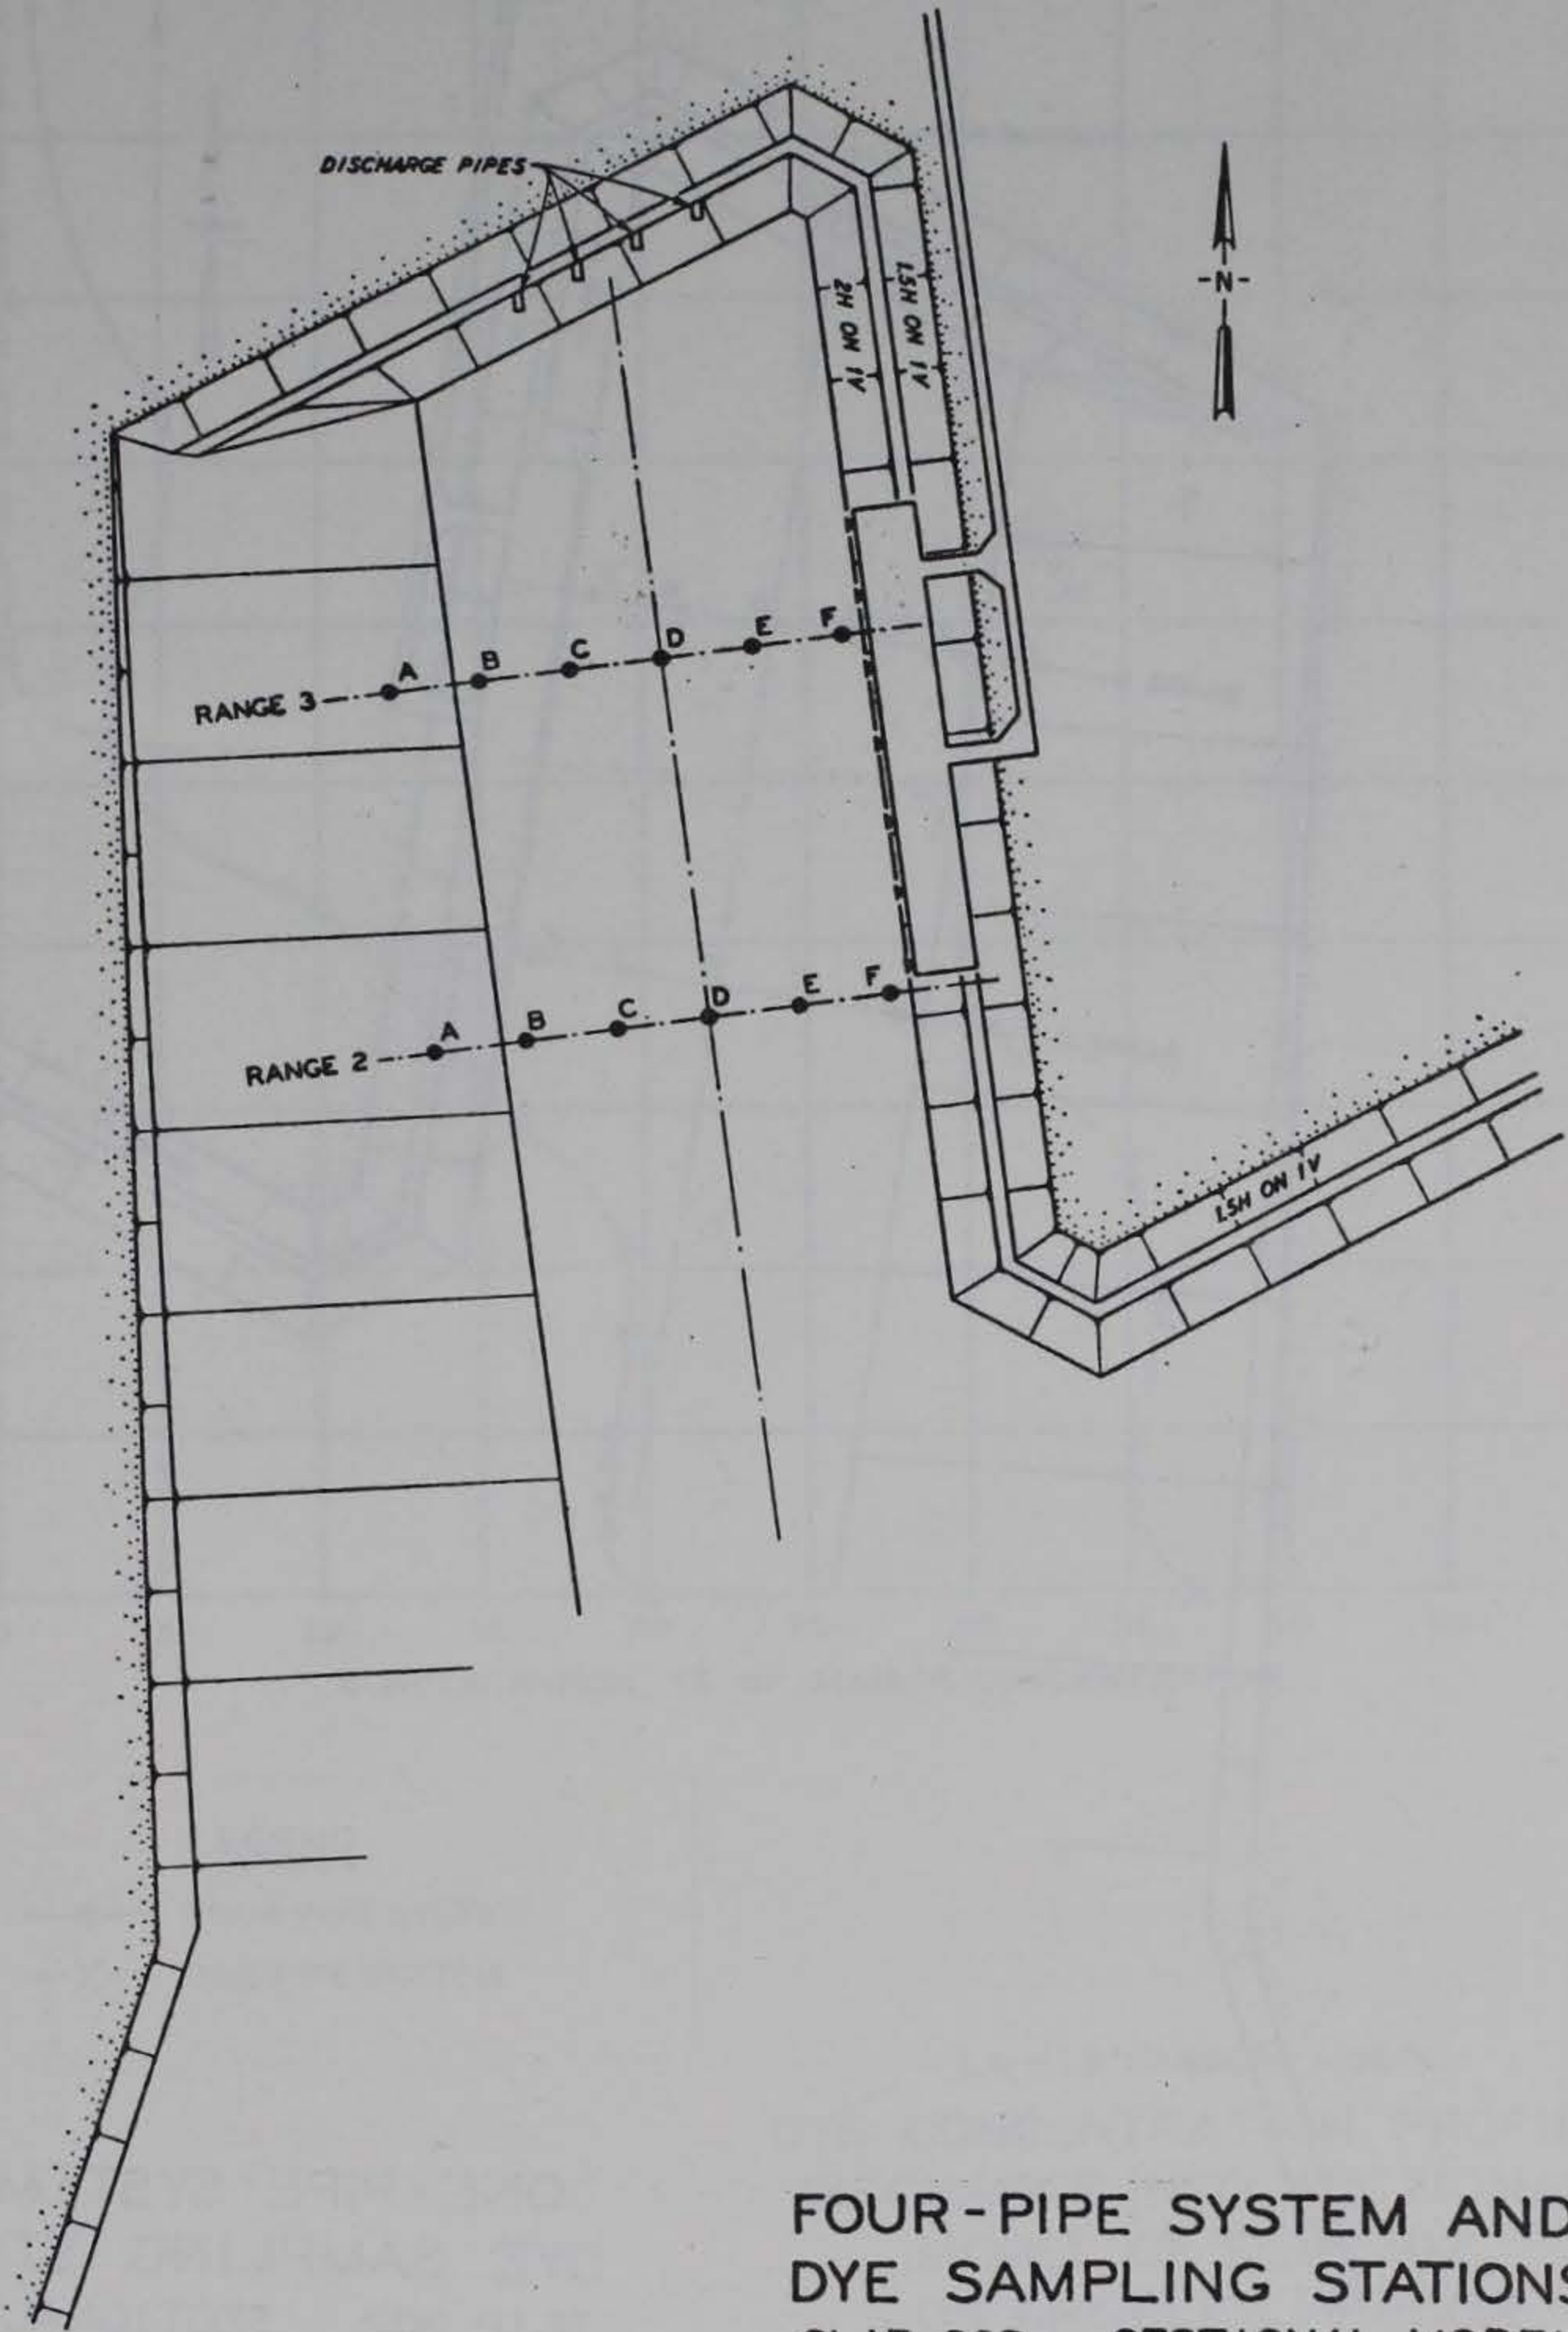 DISCHARGE PIPES
-N-
2H ON 1V
1.5H ON 1V
A B C D E F
RANGE 3
A B C D E F
RANGE 2
1.5H ON 1V
FOUR-PIPE SYSTEM AND
DYE SAMPLING STATIONS